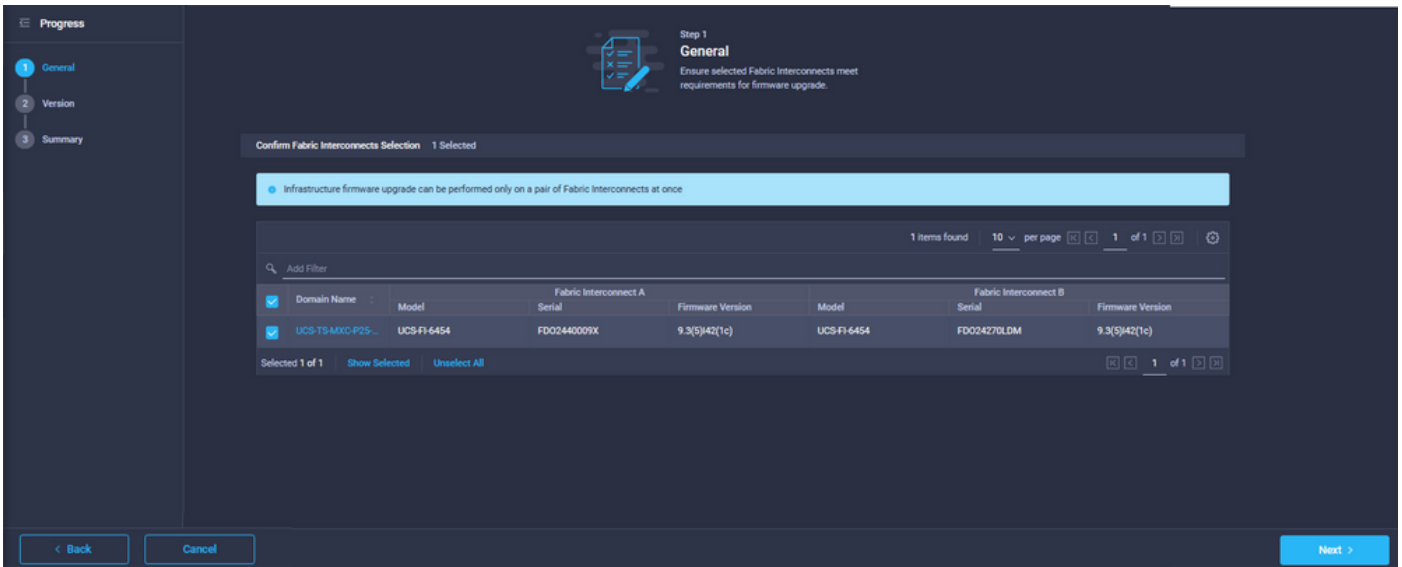 Progress
1 General
2 Version
3 Summary
Step 1
General
Ensure selected Fabric Interconnects meet
requirements for firmware upgrade.
Confirm Fabric Interconnects Selection 1 Selected
Infrastructure firmware upgrade can be performed only on a pair of Fabric Interconnects at once
1 items found 10 per page 1 of 1
Add Filter
Domain Name Fabric Interconnect A Fabric Interconnect B
Model Serial Firmware Version Model Serial Firmware Version
UCS-TS-MXC-P25-... UCS-FI-6454 FDO2440009X 9.3(5)I42(1c) UCS-FI-6454 FDO24270LDM 9.3(5)I42(1c)
Selected 1 of 1 Show Selected Unselect All 1 of 1
< Back Cancel Next >